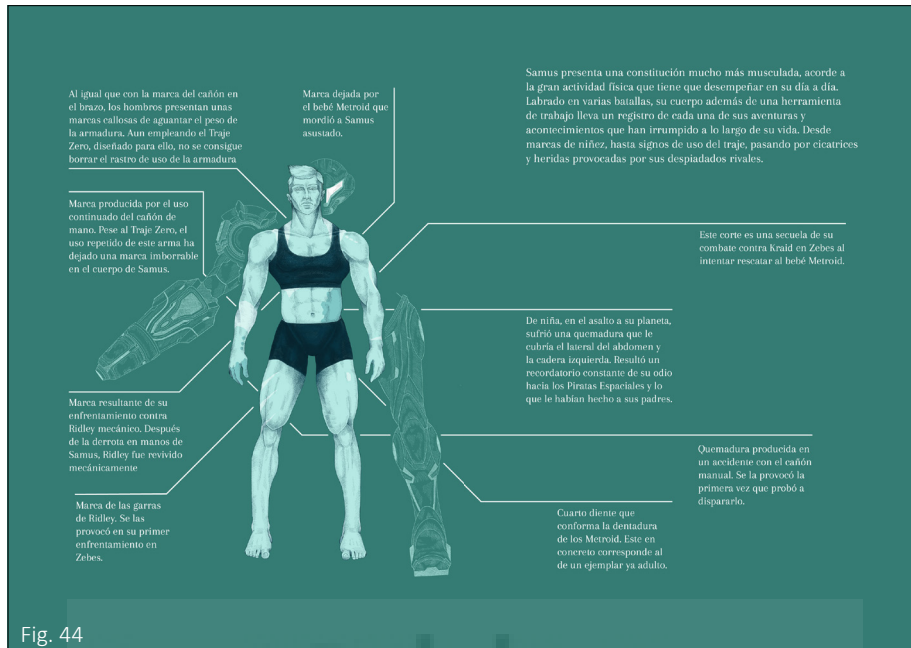 Al igual que con la marca del cañón en
el brazo, los hombros presentan unas
marcas callosas de aguantar el peso de
la armadura. Aun empleando el Traje
Zero, diseñado para ello, no se consigue
borrar el rastro de uso de la armadura
Marca dejada por
el bebé Metroid que
mordió a Samus
asustado.
Samus presenta una constitución mucho más musculada, acorde a
la gran actividad física que tiene que desempeñar en su día a día.
Labrado en varias batallas, su cuerpo además de una herramienta
de trabajo lleva un registro de cada una de sus aventuras y
acontecimientos que han irrumpido a lo largo de su vida. Desde
marcas de niñez, hasta signos de uso del traje, pasando por cicatrices
y heridas provocadas por sus despiadados rivales.
Marca producida por el uso
continuado del cañón de
mano. Pese al Traje Zero, el
uso repetido de este arma ha
dejado una marca imborrable
en el cuerpo de Samus.
Este corte es una secuela de su
combate contra Kraid en Zebes al
intentar rescatar al bebé Metroid.
De niña, en el asalto a su planeta,
sufrió una quemadura que le
cubría el lateral del abdomen y
la cadera izquierda. Resultó un
recordatorio constante de su odio
hacia los Piratas Espaciales y lo
que le habían hecho a sus padres.
Marca resultante de su
enfrentamiento contra
Ridley mecánico. Después
de la derrota en manos de
Samus, Ridley fue revivido
mecánicamente
Quemadura producida en
un accidente con el cañón
manual. Se la provocó la
primera vez que probó a
dispararlo.
Marca de las garras
de Ridley. Se las
provocó en su primer
enfrentamiento en
Zebes.
Cuarto diente que
conforma la dentadura
de los Metroid. Este en
concreto corresponde al
de un ejemplar ya adulto.
Fig. 44